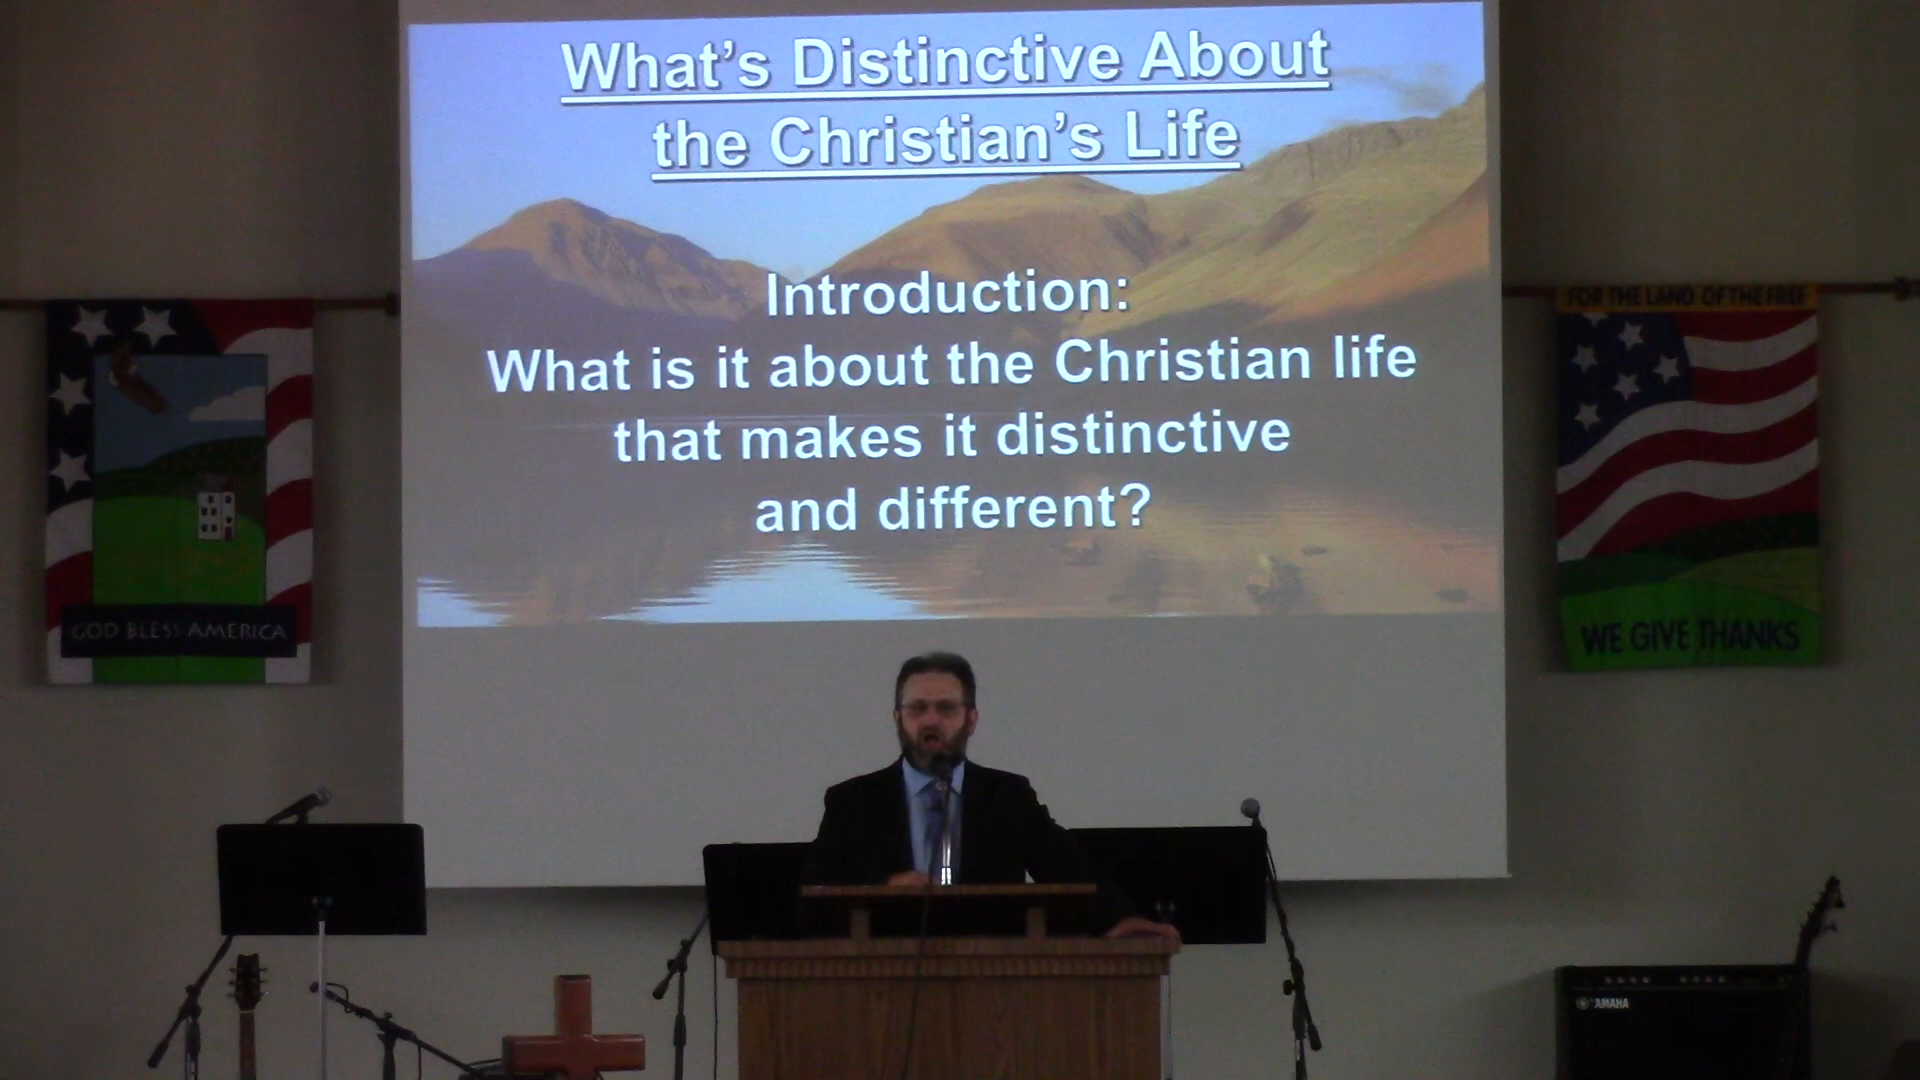 What's Distinctive About
the Christian's Life
Introduction:
What is it about the Christian life
that makes it distinctive
and different?
GOD BLESS AMERICA
FOR THE LAND OF THE FREE
WE GIVE THANKS
YAMAHA